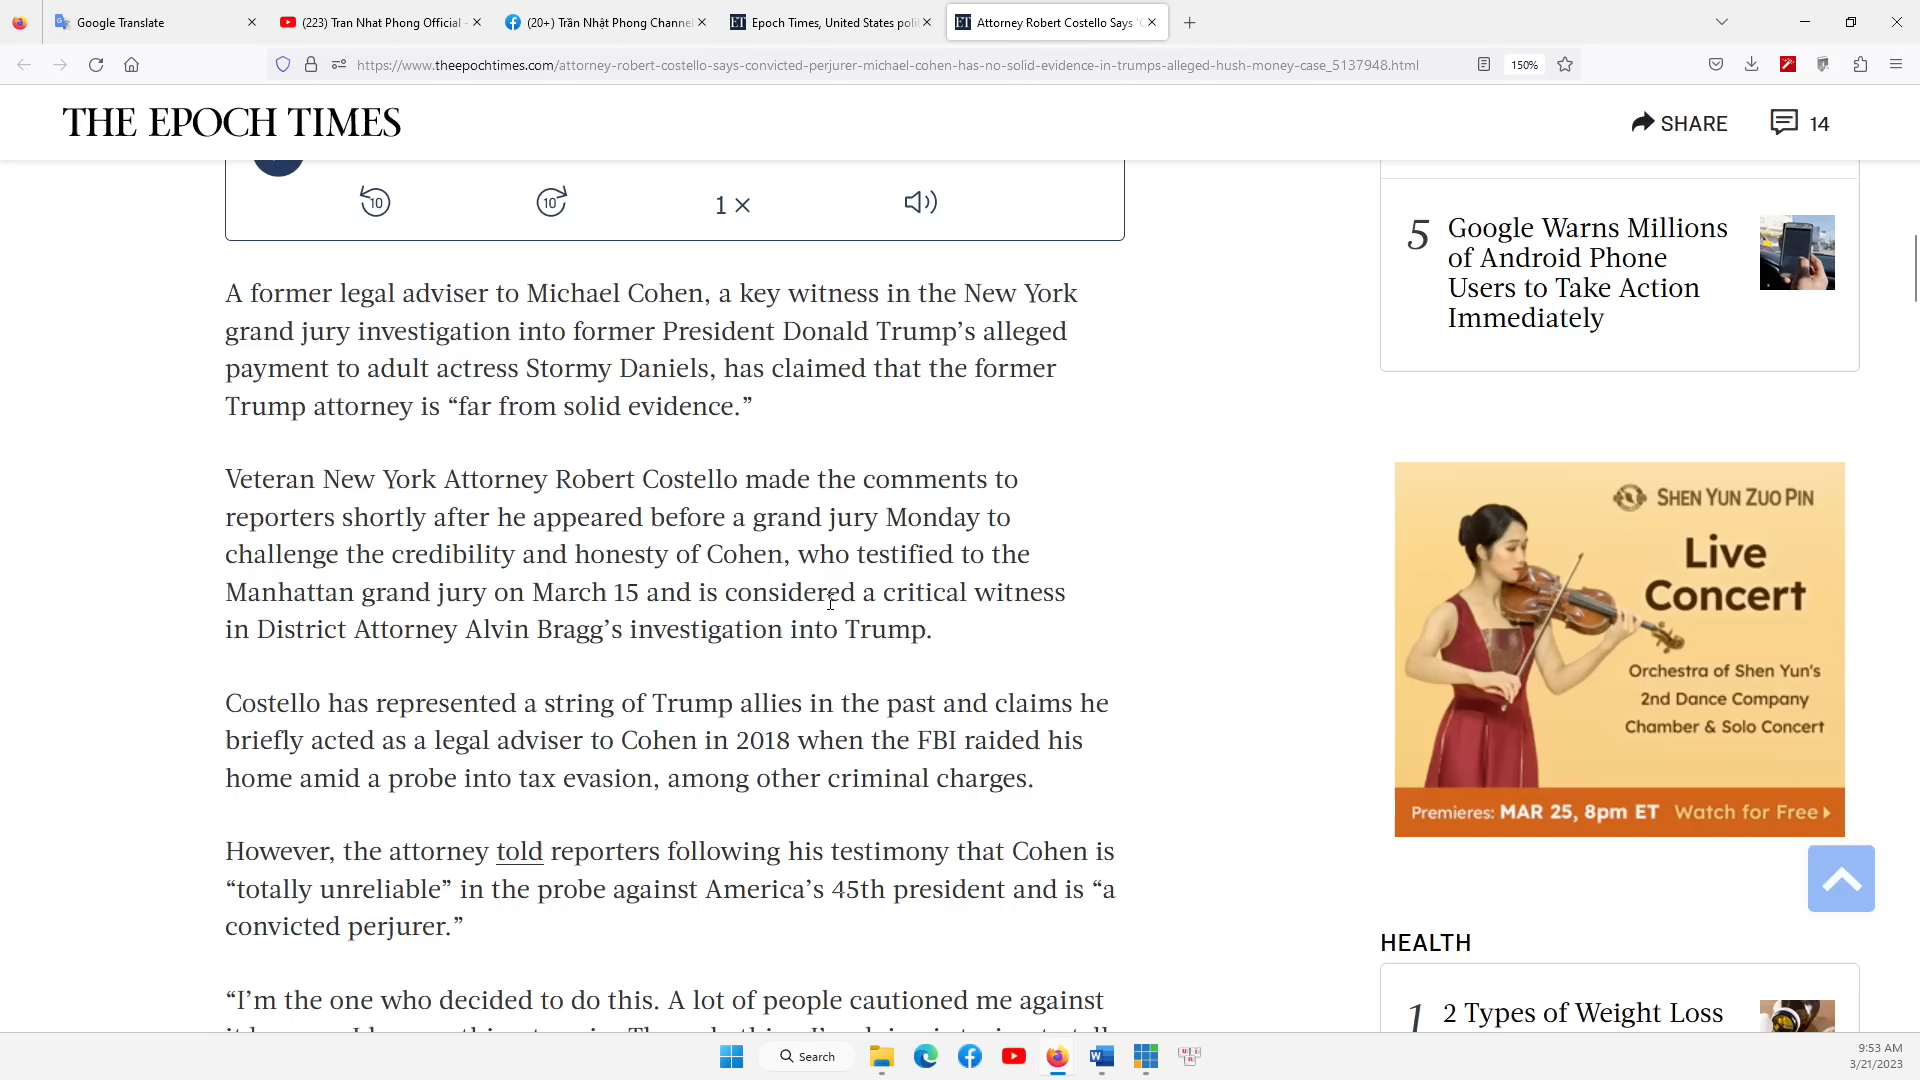 Google Translate
(223) Tran Nhat Phong Official -
(20+) Trần Nhật Phong Channel
Epoch Times, United States poli
Attorney Robert Costello Says 'C
https://www.theepochtimes.com/attorney-robert-costello-says-convicted-perjurer-michael-cohen-has-no-solid-evidence-in-trumps-alleged-hush-money-case_5137948.html
150%
THE EPOCH TIMES
SHARE
14
10
10
1 ×
A former legal adviser to Michael Cohen, a key witness in the New York
grand jury investigation into former President Donald Trump’s alleged
payment to adult actress Stormy Daniels, has claimed that the former
Trump attorney is “far from solid evidence.”
Veteran New York Attorney Robert Costello made the comments to
reporters shortly after he appeared before a grand jury Monday to
challenge the credibility and honesty of Cohen, who testified to the
Manhattan grand jury on March 15 and is considered a critical witness
in District Attorney Alvin Bragg’s investigation into Trump.
Costello has represented a string of Trump allies in the past and claims he
briefly acted as a legal adviser to Cohen in 2018 when the FBI raided his
home amid a probe into tax evasion, among other criminal charges.
However, the attorney told reporters following his testimony that Cohen is
“totally unreliable” in the probe against America’s 45th president and is “a
convicted perjurer.”
“I’m the one who decided to do this. A lot of people cautioned me against
5
Google Warns Millions
of Android Phone
Users to Take Action
Immediately
SHEN YUN ZUO PIN
Live
Concert
Orchestra of Shen Yun's
2nd Dance Company
Chamber & Solo Concert
Premieres: MAR 25, 8pm ET Watch for Free
HEALTH
1
2 Types of Weight Loss
Search
9:53 AM
3/21/2023